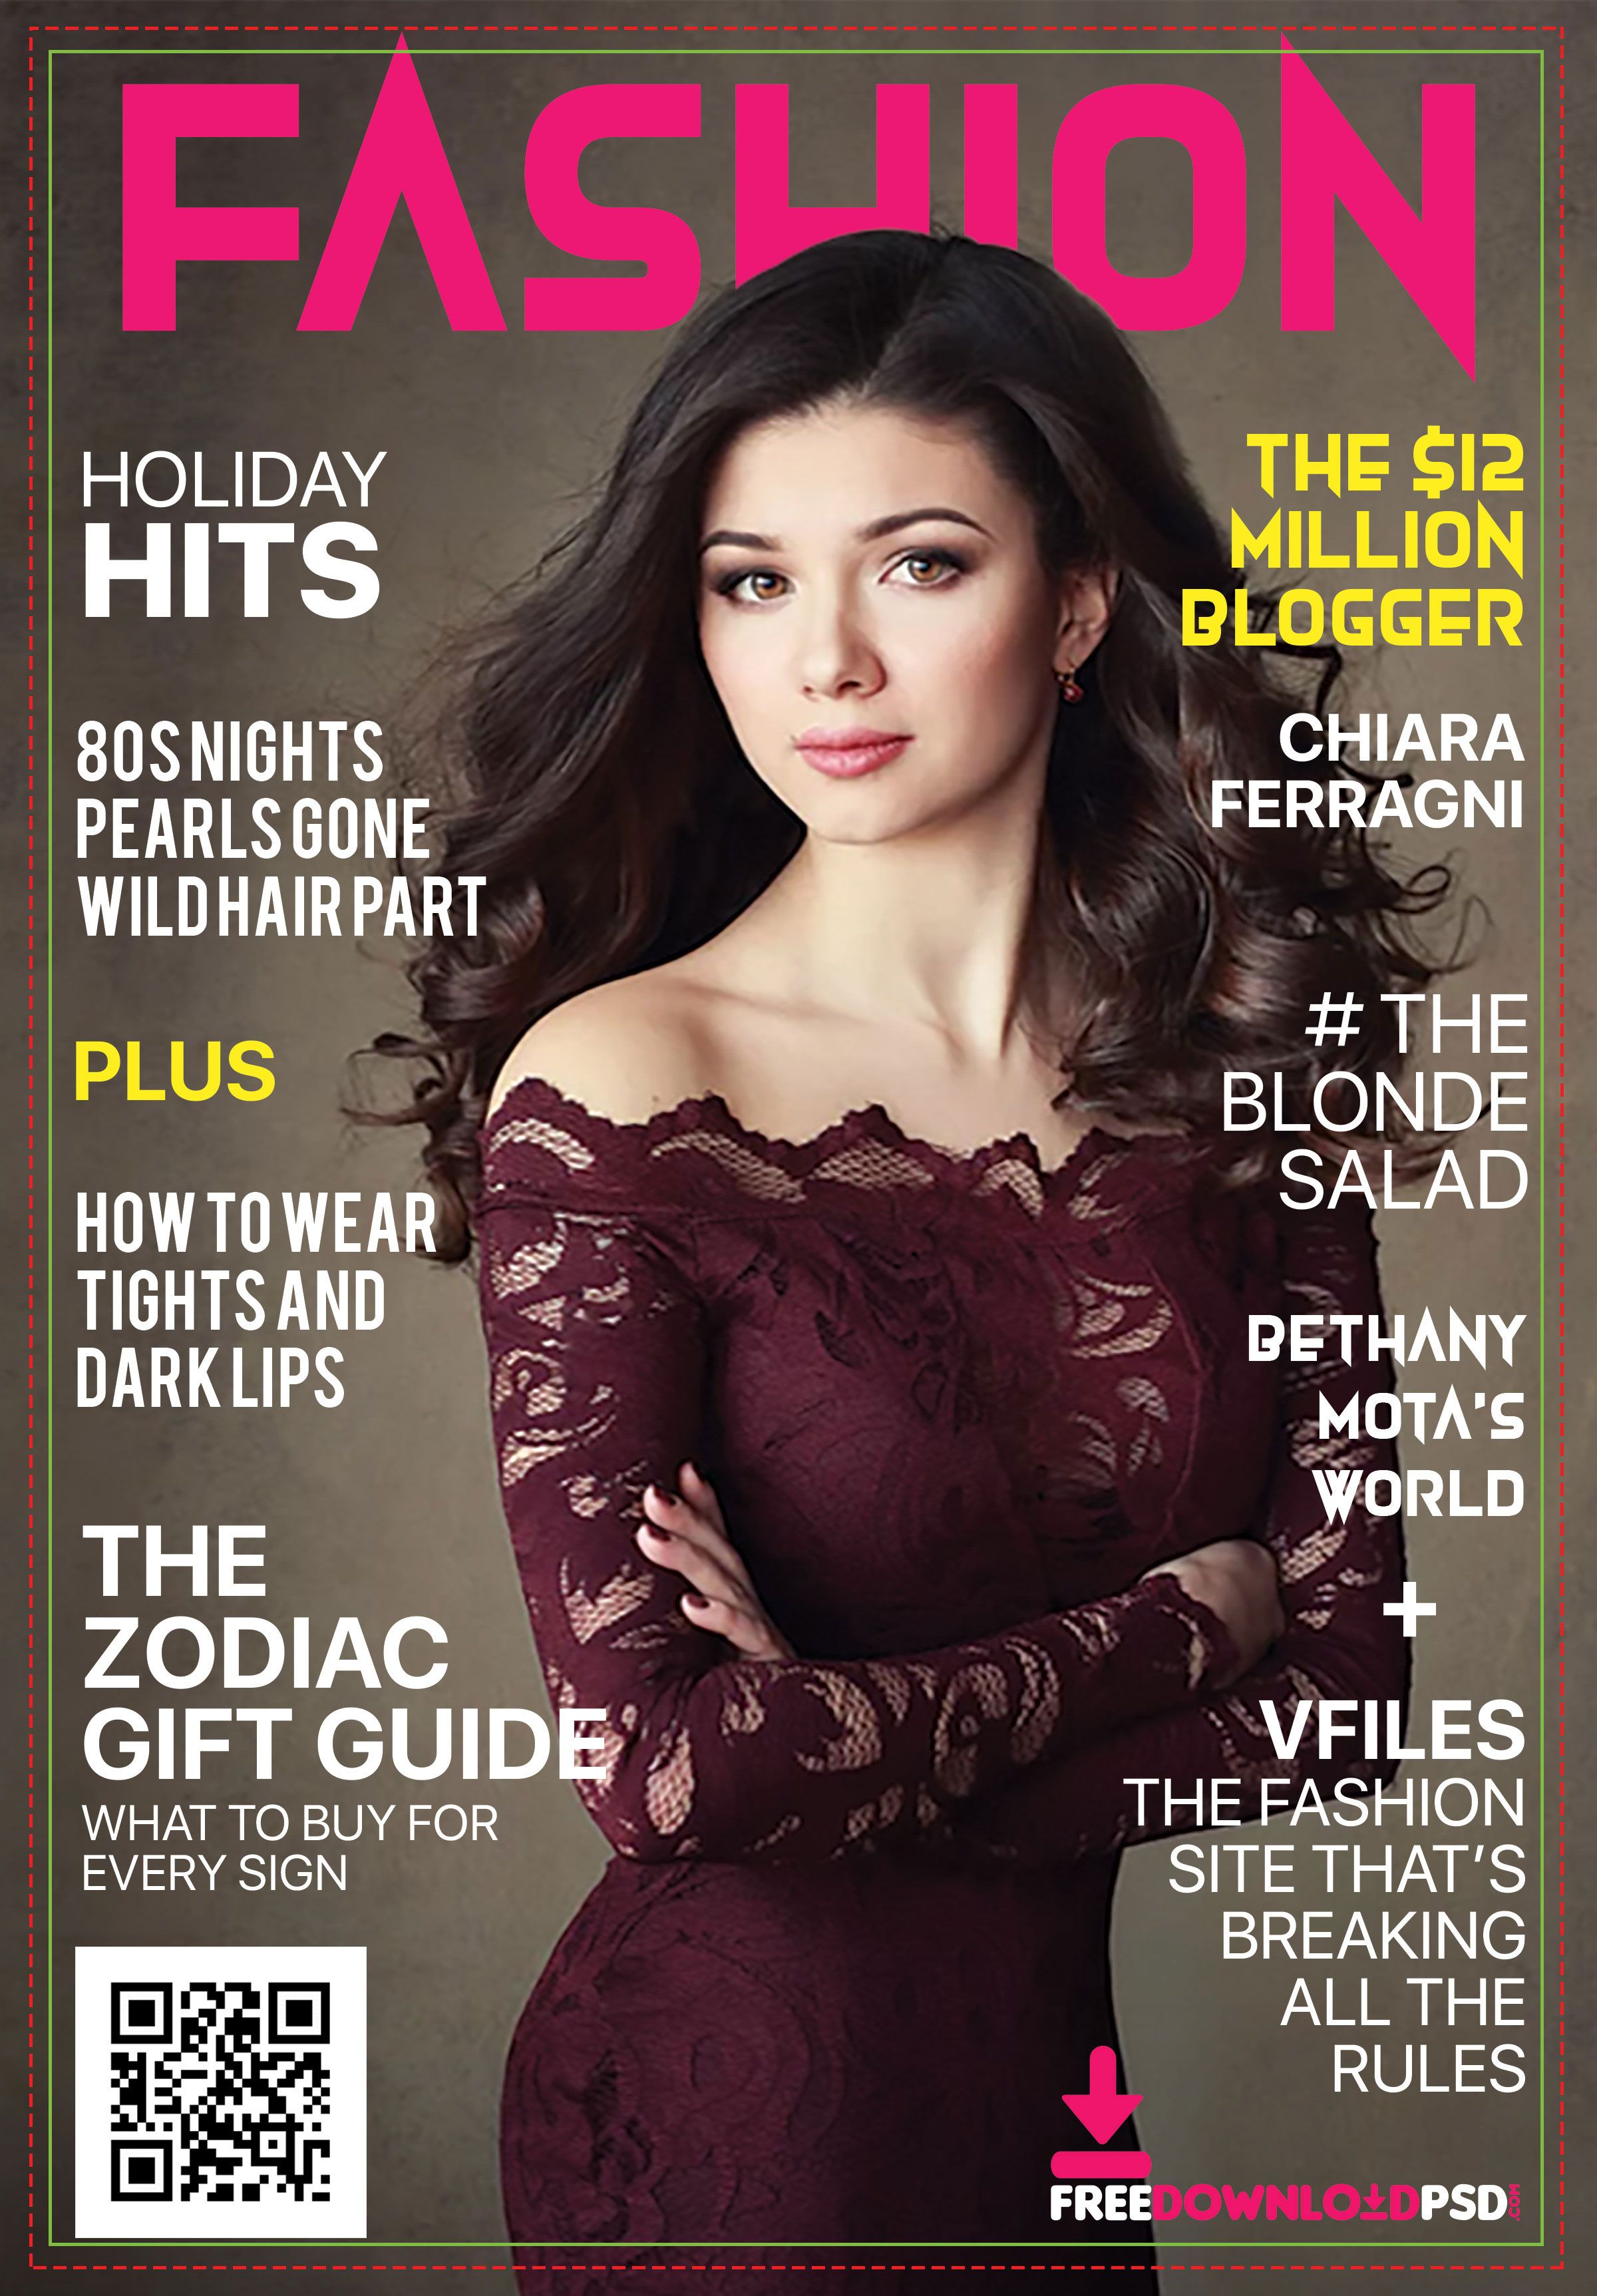 FASHION
HOLIDAY
HITS
80S NIGHTS
PEARLS GONE
WILD HAIR PART
PLUS
HOW TO WEAR
TIGHTS AND
DARK LIPS
THE
ZODIAC
GIFT GUIDE
WHAT TO BUY FOR
EVERY SIGN
THE $12
MILLION
BLOGGER
CHIARA
FERRAGNI
# THE
BLONDE
SALAD
BETHANY
MOTA'S
WORLD
+
VFILES
THE FASHION
SITE THAT'S
BREAKING
ALL THE
RULES
FREEDOWNLOADPSD.COM